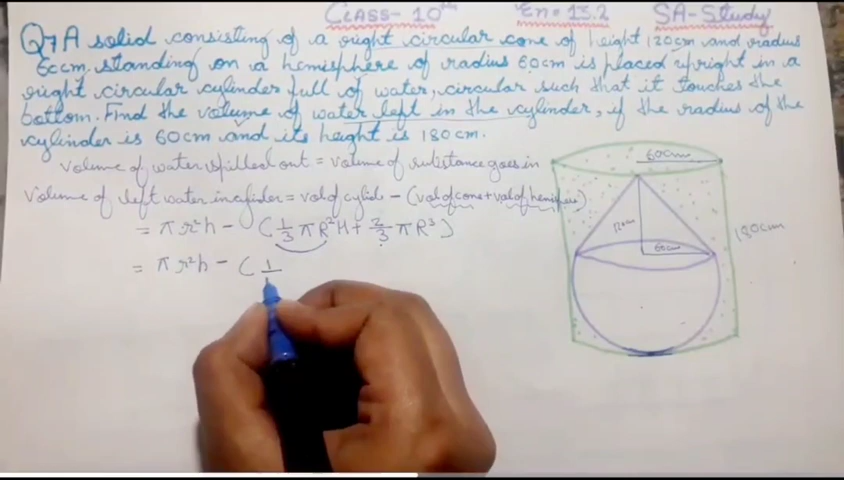 CLASS- 10th Ex= 13.2 SA-Study
Q7 A solid consisting of a right circular cone of height 120cm and radius
60cm standing on a hemisphere of radius 60cm is placed upright in a
right circular cylinder full of water, circular such that it touches the
bottom. Find the volume of water left in the cylinder, if the radius of the
cylinder is 60cm and its height is 180cm.
volume of water spilled out = volume of substance goes in
volume of left water in = vol of - (vol of cone + vol of )
= πr²h - (1/3 πR²H + 2/3 πR³)
= πr²h - (1/
60cm
120cm
60cm
180cm